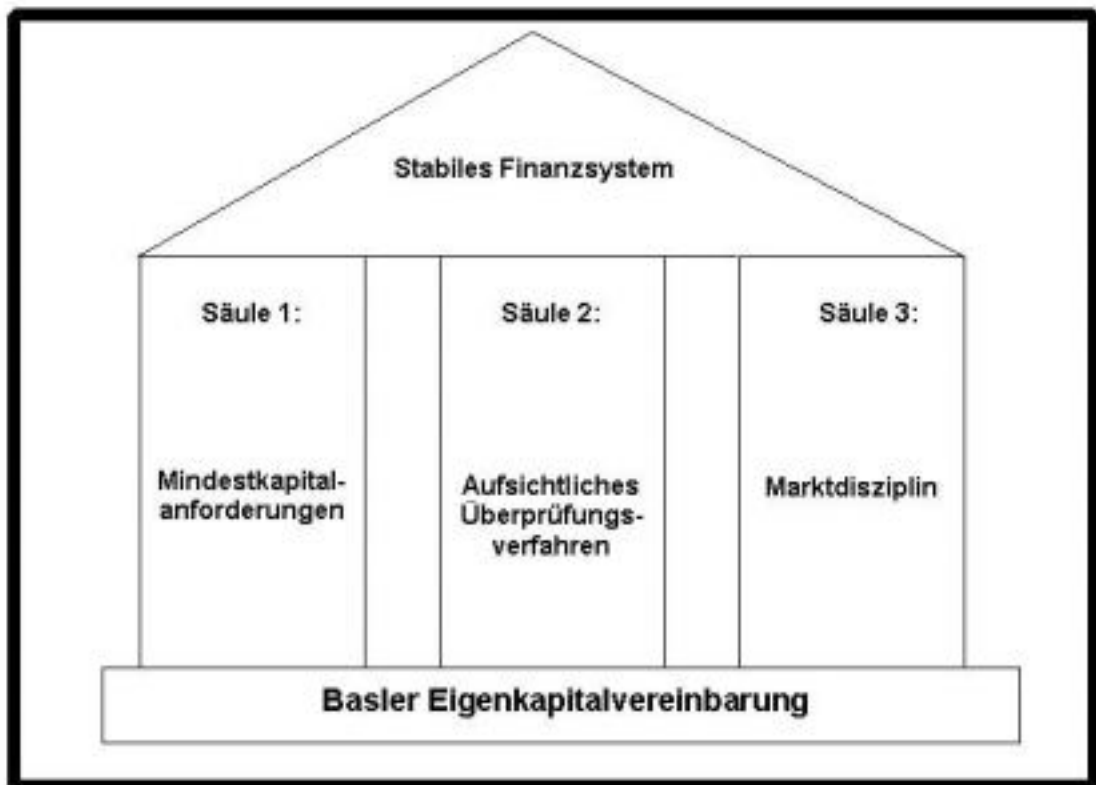 Stabiles Finanzsystem
Säule 1:
Mindestkapital-
anforderungen
Säule 2:
Aufsichtliches
Überprüfungs-
verfahren
Säule 3:
Marktdisziplin
Basler Eigenkapitalvereinbarung